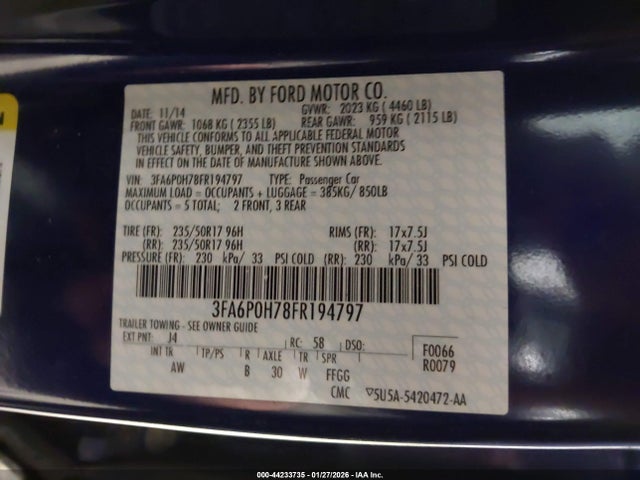 MFD. BY FORD MOTOR CO.
DATE: 11/14 GVWR: 2023 KG ( 4460 LB)
FRONT GAWR: 1068 KG ( 2355 LB) REAR GAWR: 959 KG ( 2115 LB)
THIS VEHICLE CONFORMS TO ALL APPLICABLE FEDERAL MOTOR
VEHICLE SAFETY, BUMPER, AND THEFT PREVENTION STANDARDS
IN EFFECT ON THE DATE OF MANUFACTURE SHOWN ABOVE.
VIN: 3FA6P0H78FR194797 TYPE: Passenger Car
MAXIMUM LOAD = OCCUPANTS + LUGGAGE = 385KG/ 850LB
OCCUPANTS = 5 TOTAL; 2 FRONT, 3 REAR
TIRE (FR): 235/50R17 96H RIMS (FR): 17x7.5J
(RR): 235/50R17 96H (RR): 17x7.5J
PRESSURE (FR): 230 kPa/ 33 PSI COLD (RR): 230 kPa/ 33 PSI COLD
3FA6P0H78FR194797
TRAILER TOWING - SEE OWNER GUIDE
EXT PNT: J4 RC: 58 DSO: F0066
INT TR TP/PS R AXLE TR SPR R0079
AW B 30 W FFGG
CMC ▽5U5A-5420472-AA
000-44233735 - 01/27/2026 - IAA Inc.